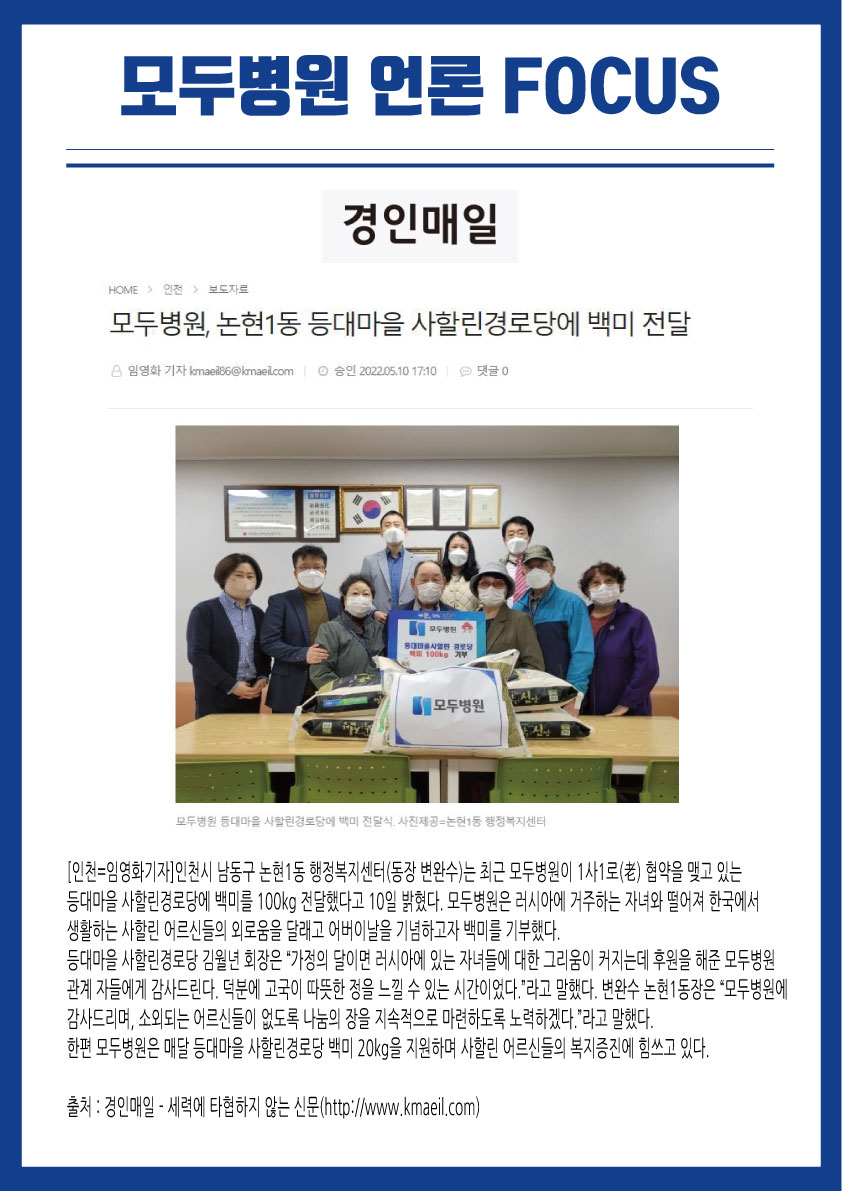 모두병원 언론 FOCUS
경인매일
HOME > 인천 > 보도자료
모두병원, 논현1동 등대마을 사할린경로당에 백미 전달
임영화 기자 kmaeil86@kmaeil.com | 승인 2022.05.10 17:10 | 댓글 0
모두병원
등대마을사할린 경로당
백미 100kg 기부
모두병원
모두병원 등대마을 사할린경로당에 백미 전달식. 사진제공=논현1동 행정복지센터
[인천=임영화기자]인천시 남동구 논현1동 행정복지센터(동장 변완수)는 최근 모두병원이 1사1로(老) 협약을 맺고 있는
등대마을 사할린경로당에 백미를 100kg 전달했다고 10일 밝혔다. 모두병원은 러시아에 거주하는 자녀와 떨어져 한국에서
생활하는 사할린 어르신들의 외로움을 달래고 어버이날을 기념하고자 백미를 기부했다.
등대마을 사할린경로당 김월년 회장은 “가정의 달이면 러시아에 있는 자녀들에 대한 그리움이 커지는데 후원을 해준 모두병원
관계 자들에게 감사드린다. 덕분에 고국이 따뜻한 정을 느낄 수 있는 시간이었다.”라고 말했다. 변완수 논현1동장은 “모두병원에
감사드리며, 소외되는 어르신들이 없도록 나눔의 장을 지속적으로 마련하도록 노력하겠다.”라고 말했다.
한편 모두병원은 매달 등대마을 사할린경로당 백미 20kg을 지원하며 사할린 어르신들의 복지증진에 힘쓰고 있다.
출처 : 경인매일 - 세력에 타협하지 않는 신문(http://www.kmaeil.com)